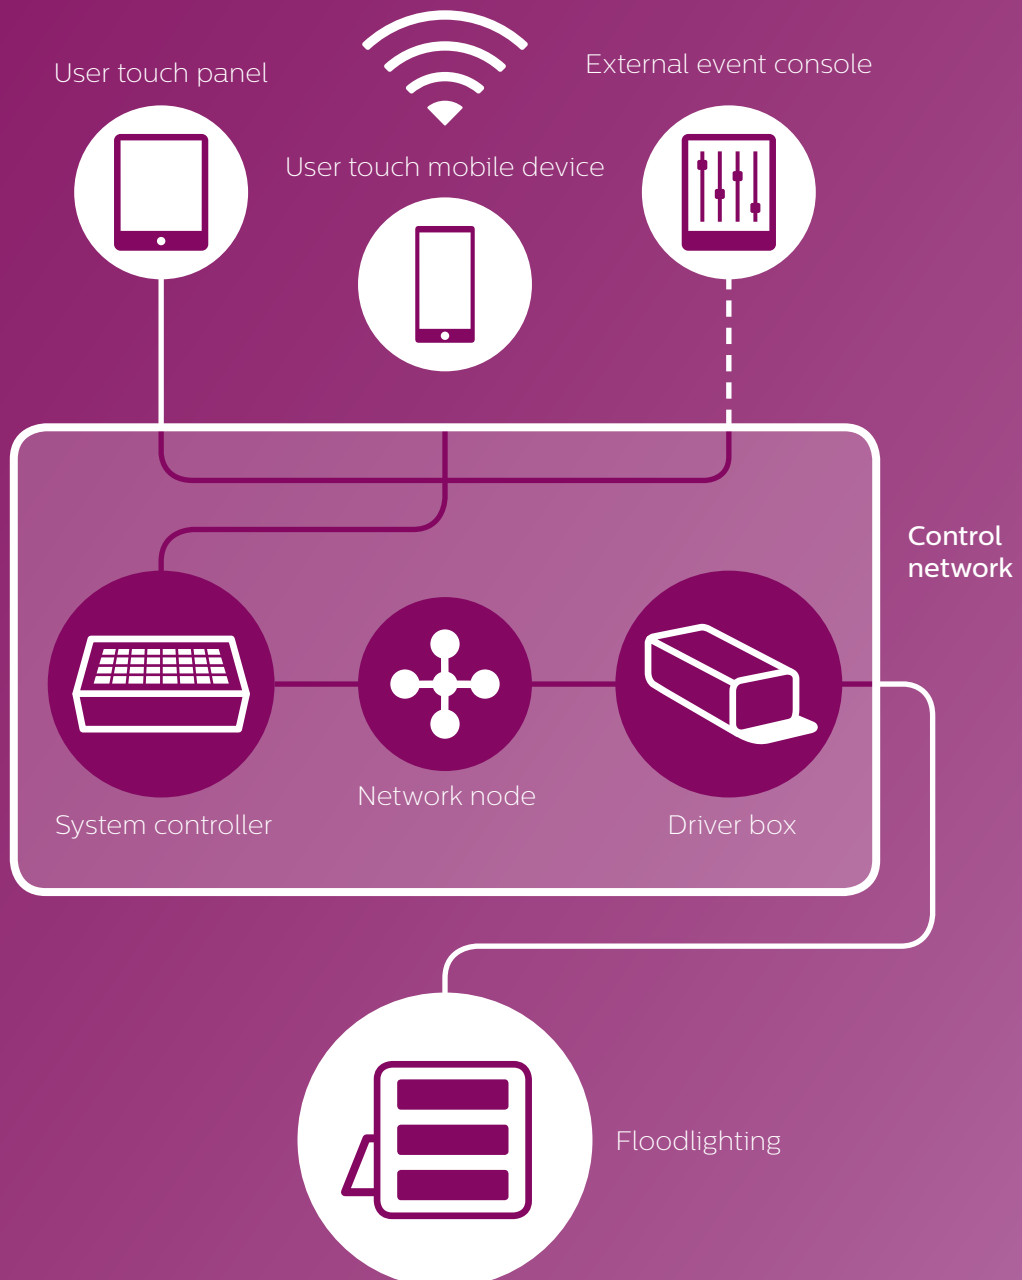 User touch panel
External event console
User touch mobile device
Control
network
System controller
Network node
Driver box
Floodlighting